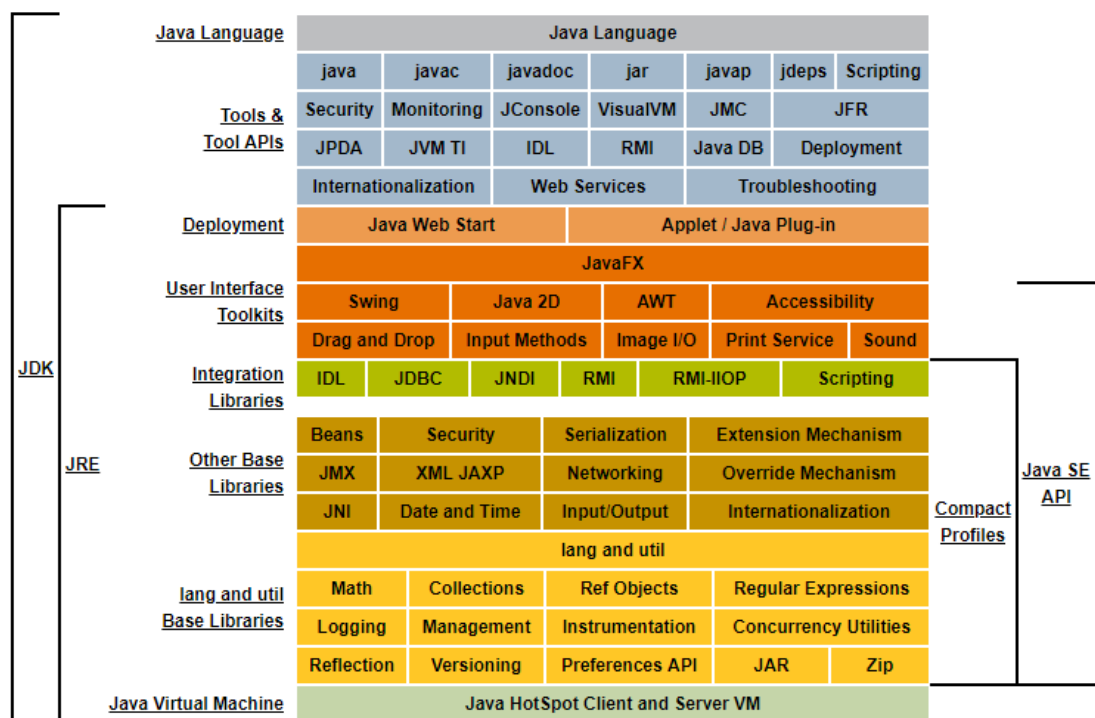 Java Language Java Language
java javac javadoc jar javap jdeps Scripting
Tools &
Tool APIs
Security Monitoring JConsole VisualVM JMC JFR
JPDA JVM TI IDL RMI Java DB Deployment
Internationalization Web Services Troubleshooting
Deployment Java Web Start Applet / Java Plug-in
JavaFX
User Interface
Toolkits
Swing Java 2D AWT Accessibility
Drag and Drop Input Methods Image I/O Print Service Sound
JDK
Integration
Libraries
IDL JDBC JNDI RMI RMI-IIOP Scripting
Beans Security Serialization Extension Mechanism
JRE
Other Base
Libraries
JMX XML JAXP Networking Override Mechanism
Java SE
API
JNI Date and Time Input/Output Internationalization
Compact
Profiles
lang and util
lang and util
Base Libraries
Math Collections Ref Objects Regular Expressions
Logging Management Instrumentation Concurrency Utilities
Reflection Versioning Preferences API JAR Zip
Java Virtual Machine Java HotSpot Client and Server VM